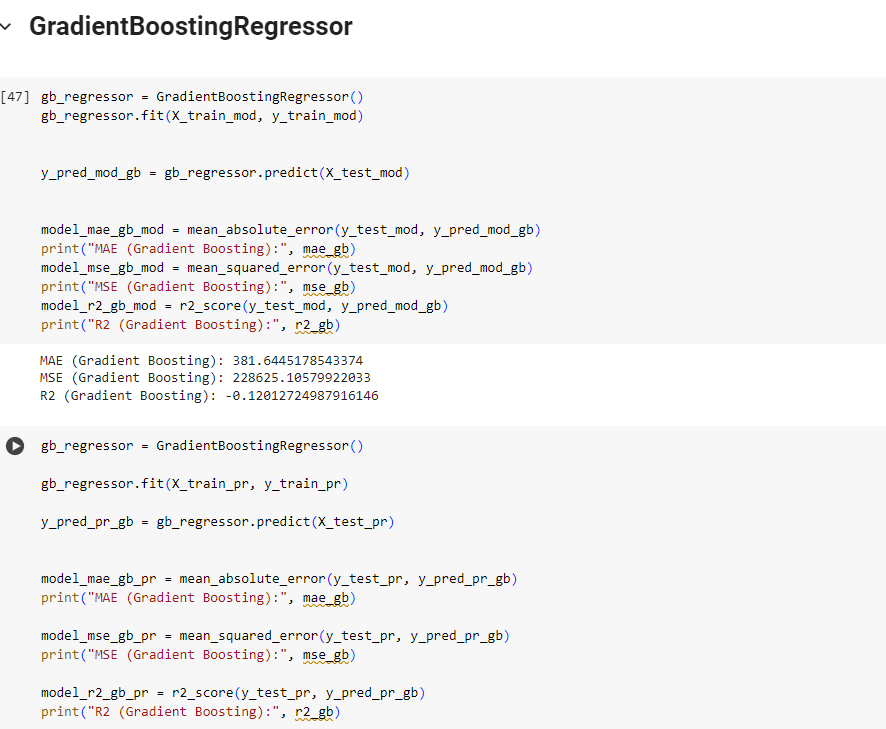 GradientBoostingRegressor
[47] gb_regressor = GradientBoostingRegressor()
gb_regressor.fit(X_train_mod, y_train_mod)
y_pred_mod_gb = gb_regressor.predict(X_test_mod)
model_mae_gb_mod = mean_absolute_error(y_test_mod, y_pred_mod_gb)
print("MAE (Gradient Boosting):", mae_gb)
model_mse_gb_mod = mean_squared_error(y_test_mod, y_pred_mod_gb)
print("MSE (Gradient Boosting):", mse_gb)
model_r2_gb_mod = r2_score(y_test_mod, y_pred_mod_gb)
print("R2 (Gradient Boosting):", r2_gb)
MAE (Gradient Boosting): 381.6445178543374
MSE (Gradient Boosting): 228625.10579922033
R2 (Gradient Boosting): -0.12012724987916146
gb_regressor = GradientBoostingRegressor()
gb_regressor.fit(X_train_pr, y_train_pr)
y_pred_pr_gb = gb_regressor.predict(X_test_pr)
model_mae_gb_pr = mean_absolute_error(y_test_pr, y_pred_pr_gb)
print("MAE (Gradient Boosting):", mae_gb)
model_mse_gb_pr = mean_squared_error(y_test_pr, y_pred_pr_gb)
print("MSE (Gradient Boosting):", mse_gb)
model_r2_gb_pr = r2_score(y_test_pr, y_pred_pr_gb)
print("R2 (Gradient Boosting):", r2_gb)